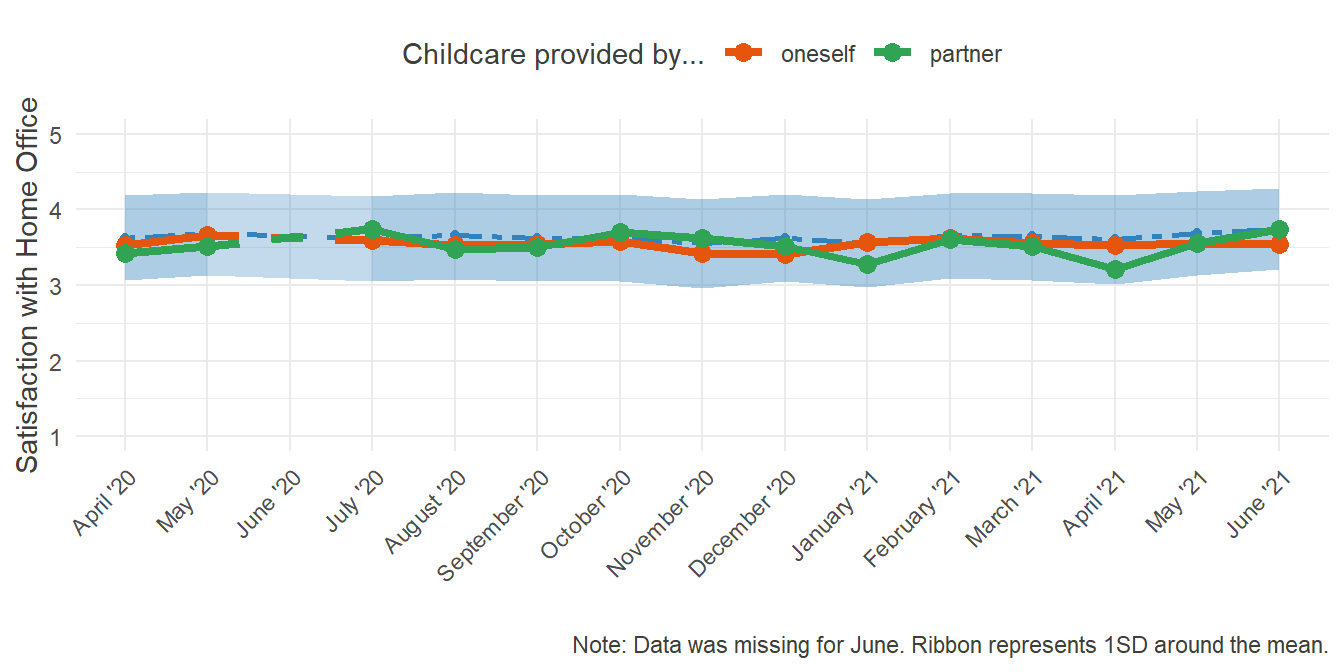 Childcare provided by... oneself partner
Satisfaction with Home Office
5
4
3
2
1
April '20
May '20
June '20
July '20
August '20
September '20
October '20
November '20
December '20
January '21
February '21
March '21
April '21
May '21
June '21
Note: Data was missing for June. Ribbon represents 1SD around the mean.